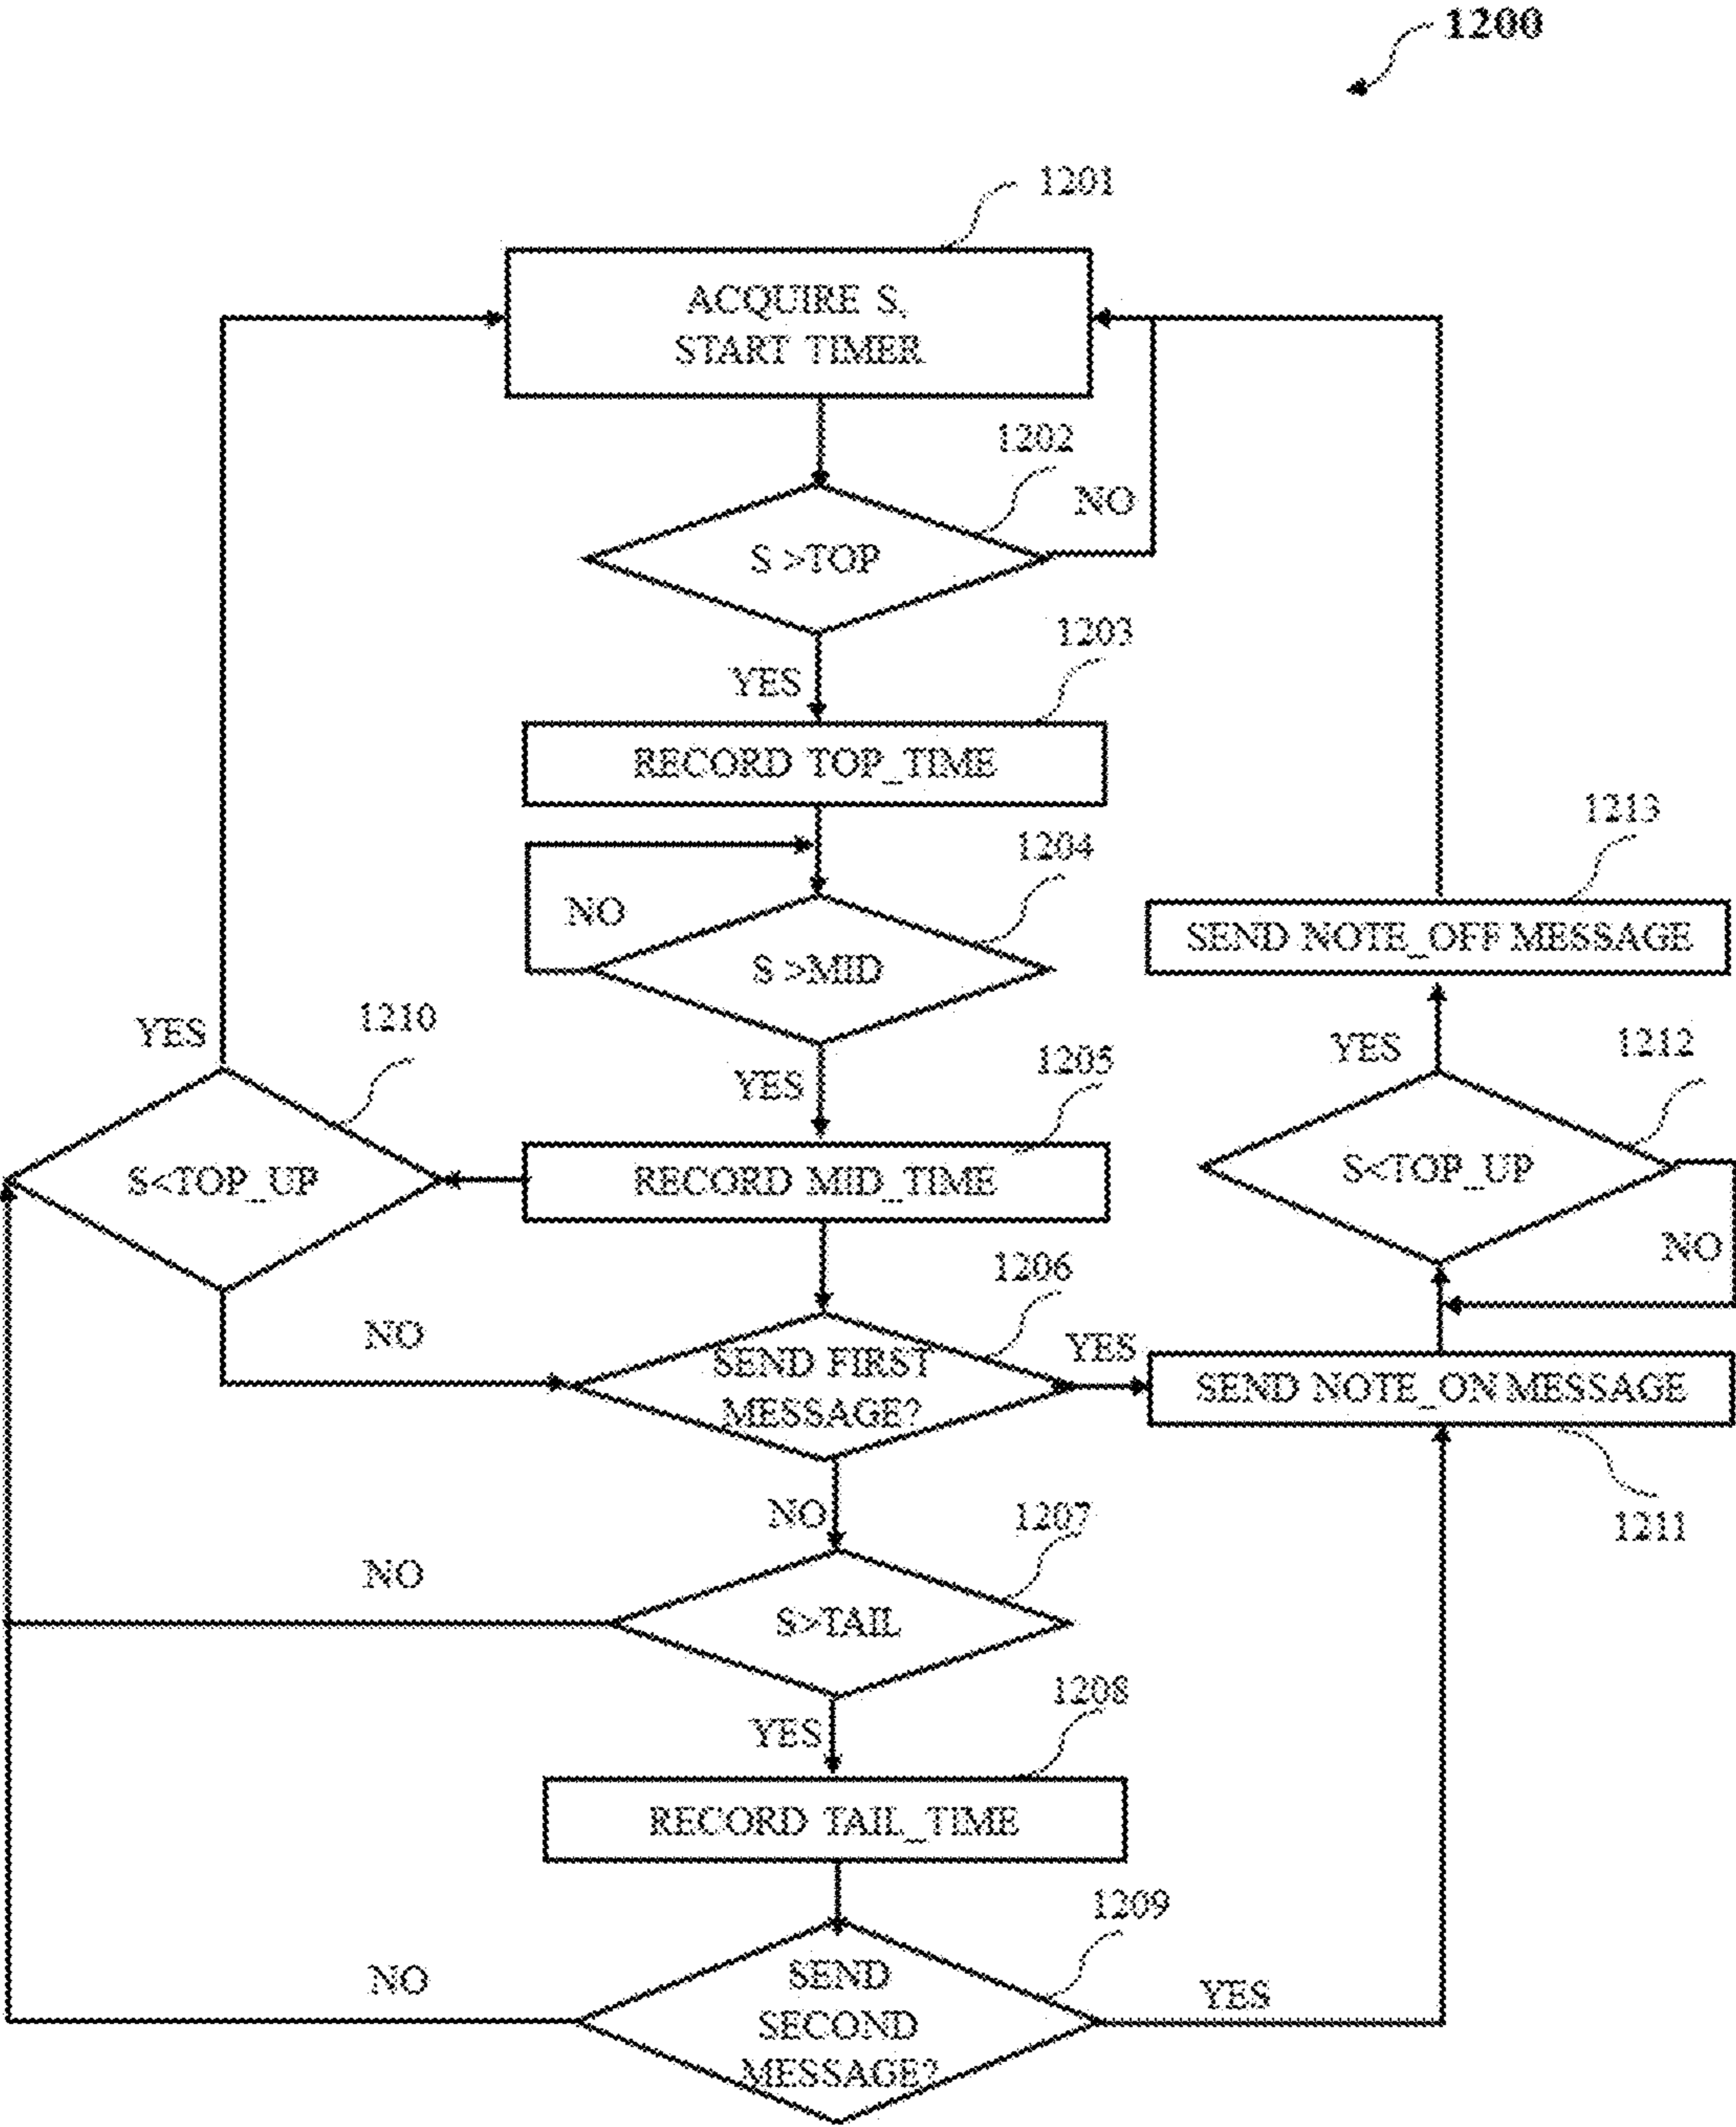 1200
1201
ACQUIRE S,
START TIMER
1202
NO
S >TOP
1203
YES
RECORD TOP_TIME
1204
NO
S >MID
1213
SEND NOTE_OFF MESSAGE
YES
1210
YES
1205
YES
1212
S<TOP_UP
RECORD MID_TIME
S<TOP_UP
NO
1206
NO
SEND FIRST
MESSAGE?
YES
SEND NOTE_ON MESSAGE
1211
NO
1207
NO
S>TAIL
1208
YES
RECORD TAIL_TIME
1209
NO
SEND
SECOND
MESSAGE?
YES